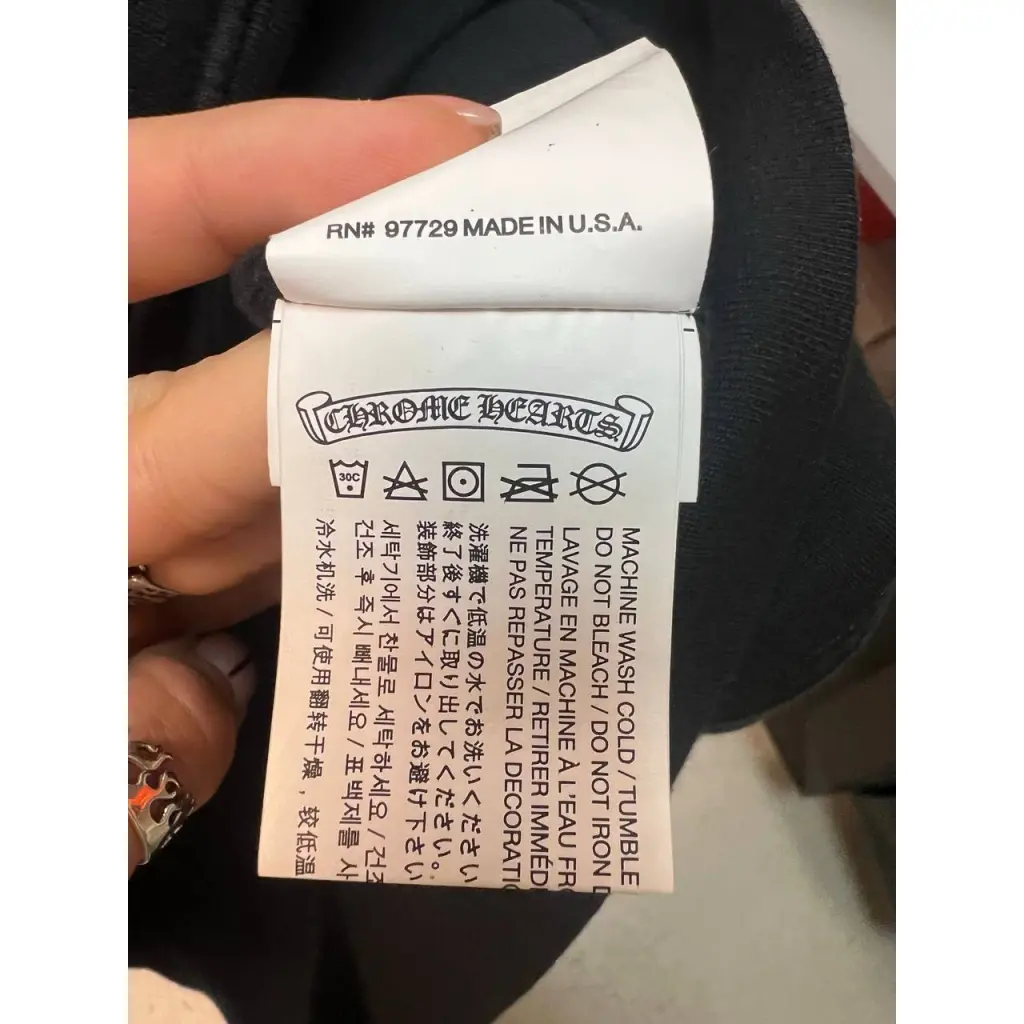 RN# 97729 MADE IN U.S.A.
CHROME HEARTS
30C
MACHINE WASH COLD / TUMBLE
DO NOT BLEACH / DO NOT IRON
LAVAGE EN MACHINE À L'EAU
TEMPERATURE / RETIRER
NE PAS REPASSER LA
洗濯機で低温の水でお洗いください
終了後すぐに取り出してください。
装飾部分はアイロンをお避け下さい
세탁기에서 찬물로 세탁하세요 /
건조 후 즉시 빼내세요 / 표백제를
冷水机洗 / 可使用翻转干燥，较低温